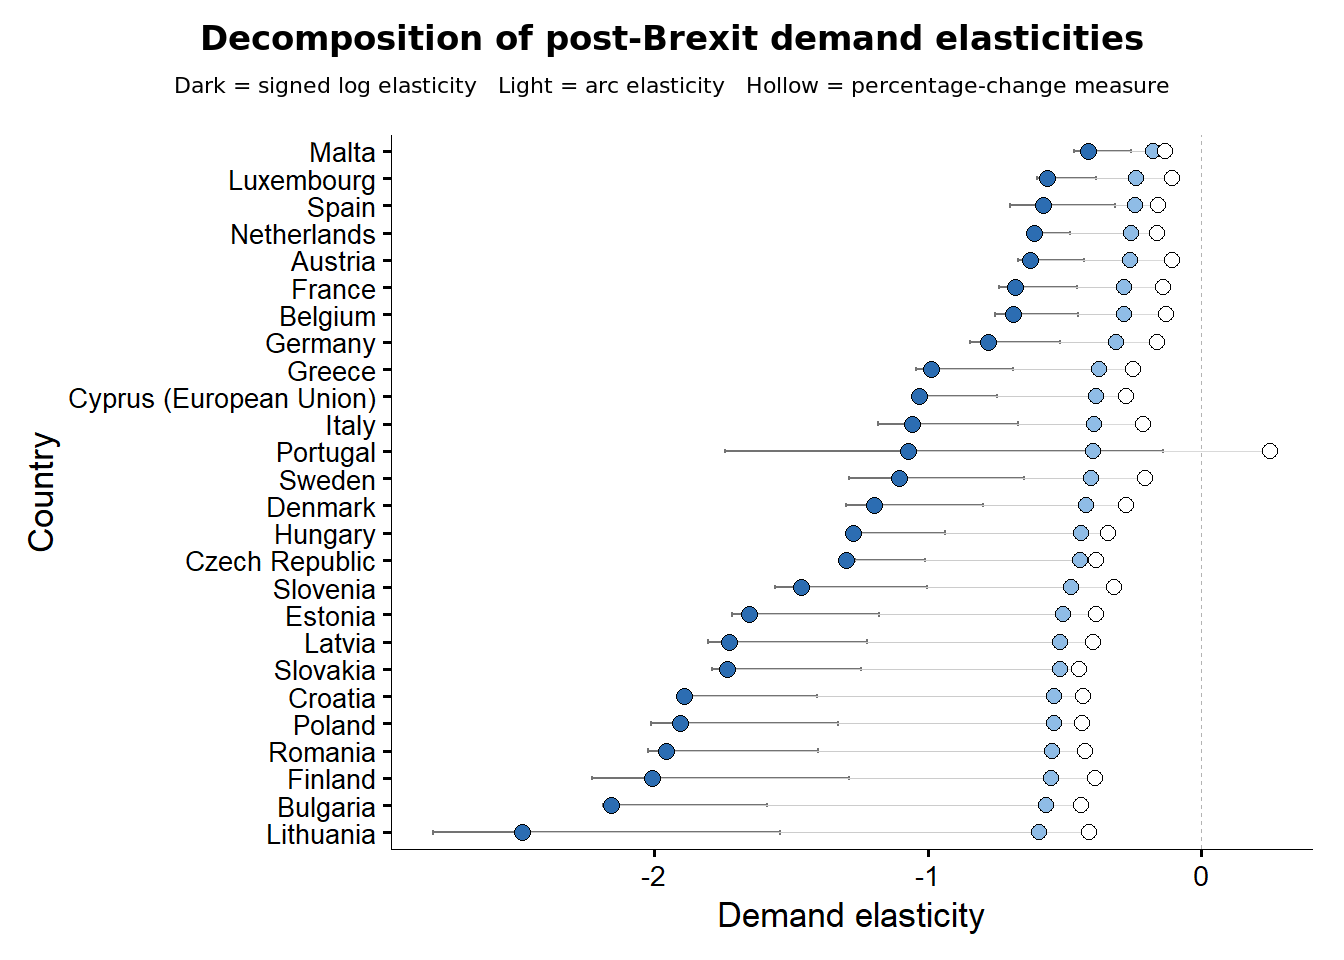 Decomposition of post-Brexit demand elasticities
Dark = signed log elasticity   Light = arc elasticity   Hollow = percentage-change measure
Malta
Luxembourg
Spain
Netherlands
Austria
France
Belgium
Germany
Greece
Cyprus (European Union)
Italy
Portugal
Sweden
Denmark
Hungary
Czech Republic
Slovenia
Estonia
Latvia
Slovakia
Croatia
Poland
Romania
Finland
Bulgaria
Lithuania
Country
-2 -1 0
Demand elasticity